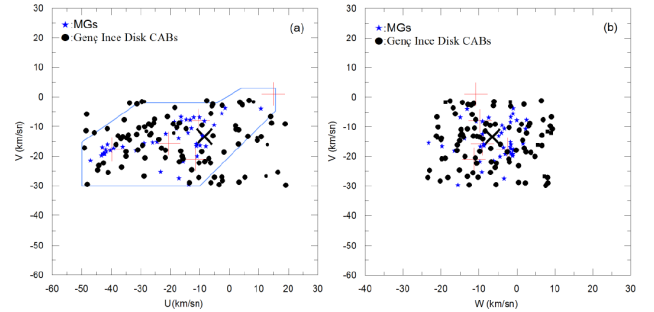 30
20
10
0
-10
-20
-30
-40
-50
-60
V (km/sn)
★:MGs
●:Genç Ince Disk CABs
(a)
-60 -50 -40 -30 -20 -10 0 10 20 30
U(km/sn)
30
20
10
0
-10
-20
-30
-40
-50
-60
V (km/sn)
★:MGs
●:Genç Ince Disk CABs
(b)
-40 -30 -20 -10 0 10 20 30
W (km/sn)